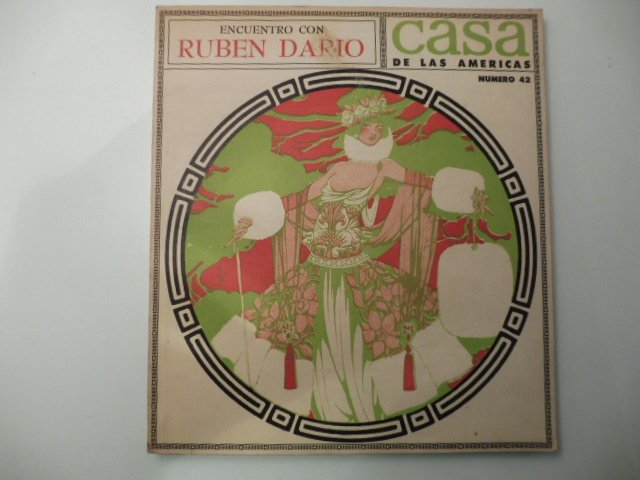 ENCUENTRO CON
RUBEN DARIO
casa
DE LAS AMERICAS
NUMERO 42